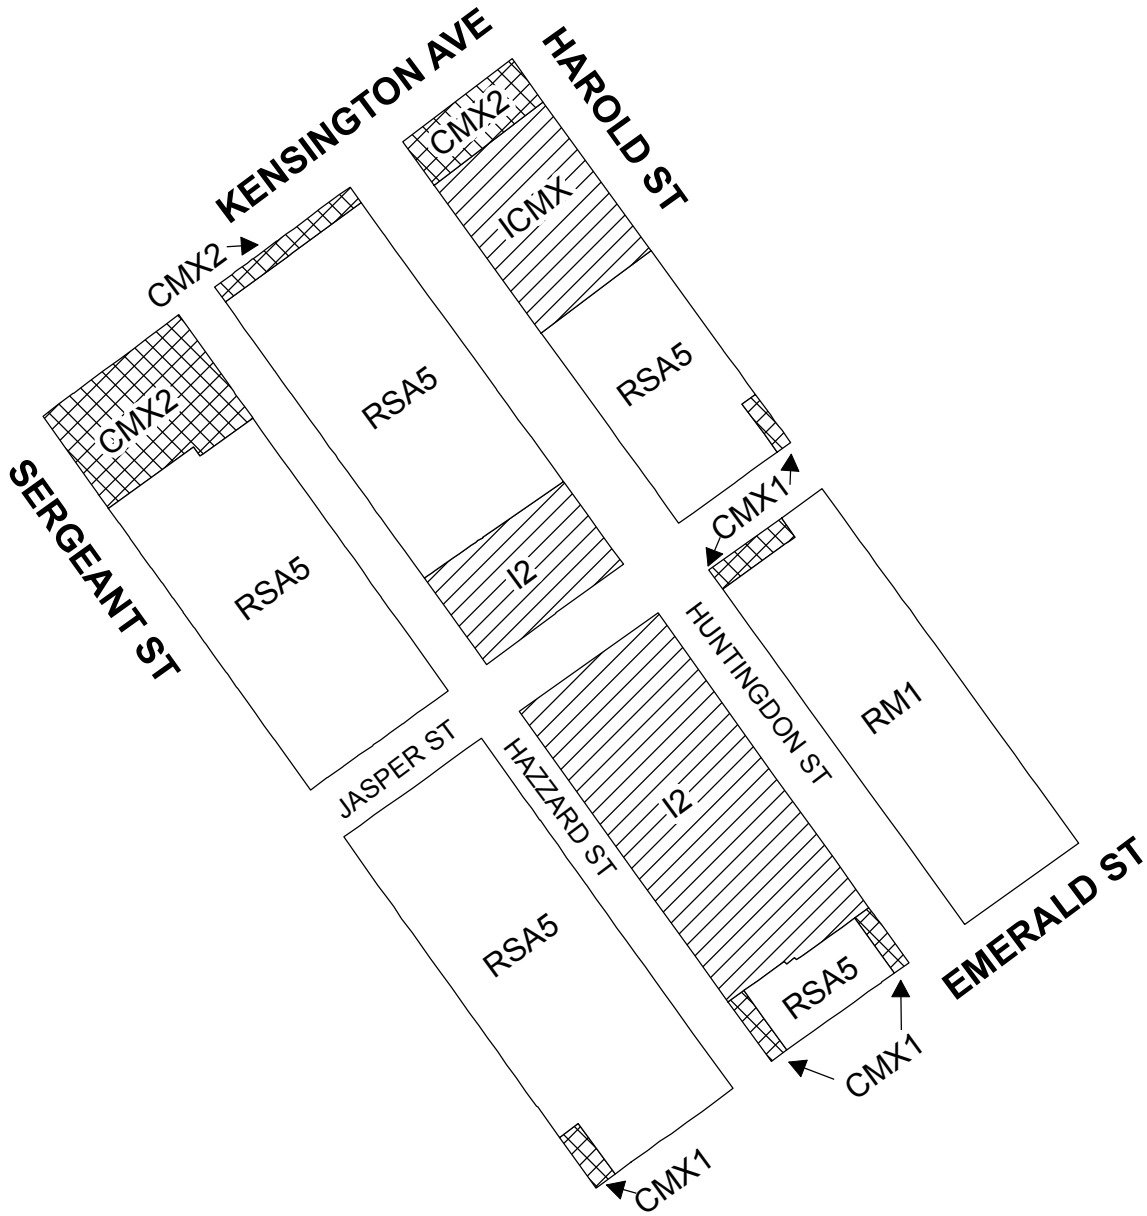 KENSINGTON AVE
HAROLD ST
CMX2
ICMX
CMX2
RSA5
RSA5
CMX2
CMX1
SERGEANT ST
RSA5
I2
HUNTINGDON ST
RM1
JASPER ST
HAZZARD ST
I2
EMERALD ST
RSA5
RSA5
CMX1
CMX1